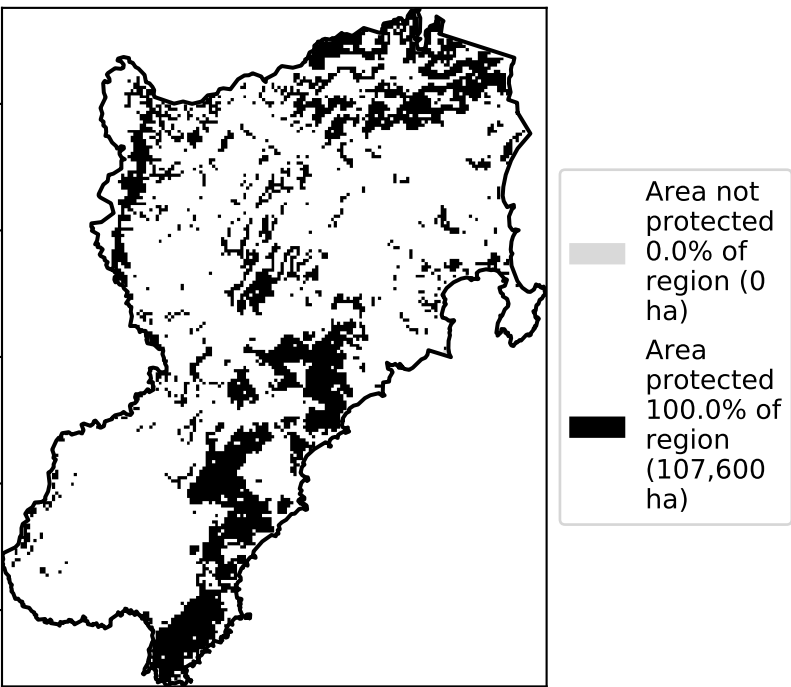 Area not
protected
0.0% of
region (0
ha)
Area
protected
100.0% of
region
(107,600
ha)